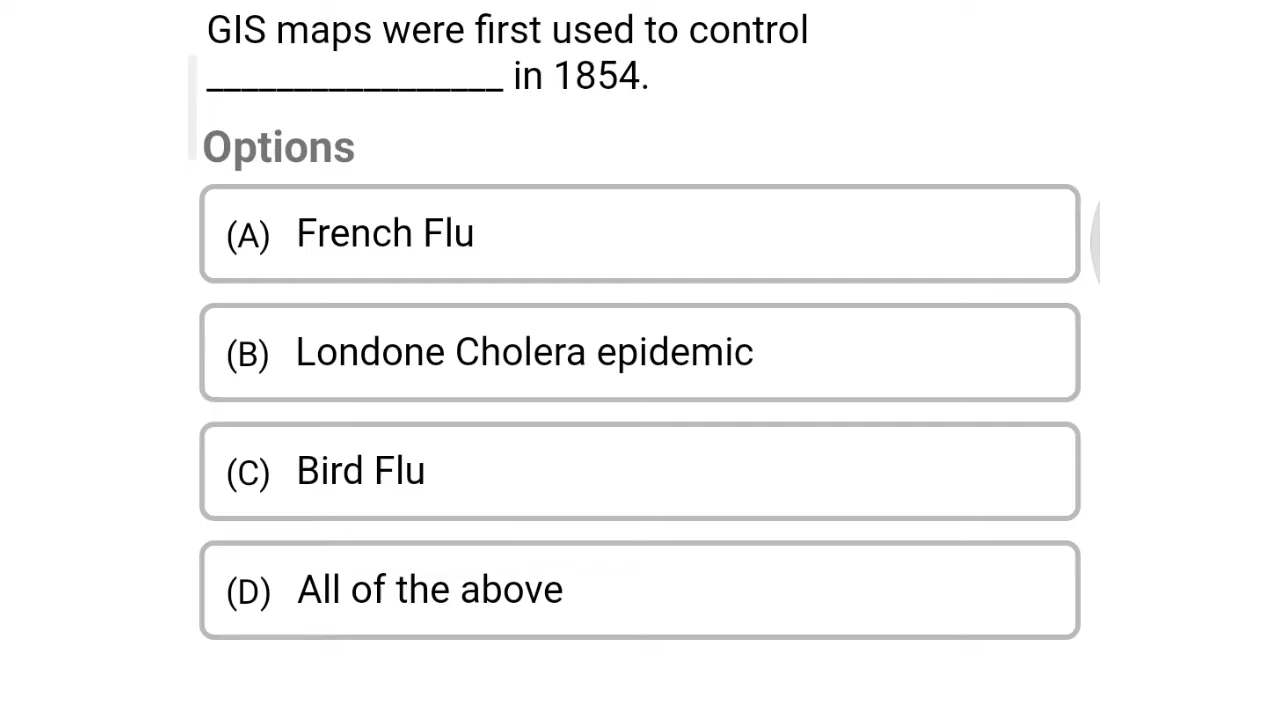 GIS maps were first used to control
_________________ in 1854.
Options
(A) French Flu
(B) Londone Cholera epidemic
(C) Bird Flu
(D) All of the above